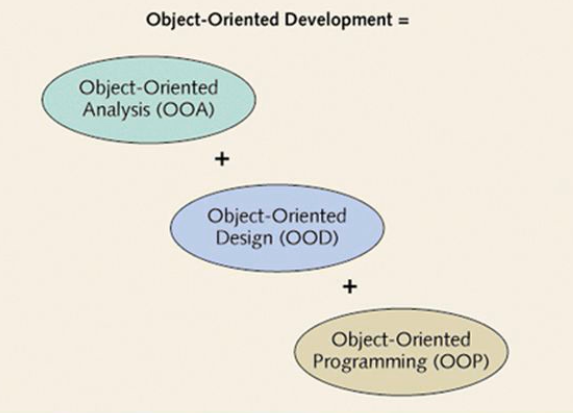 Object-Oriented Development =
Object-Oriented
Analysis (OOA)
+
Object-Oriented
Design (OOD)
+
Object-Oriented
Programming (OOP)